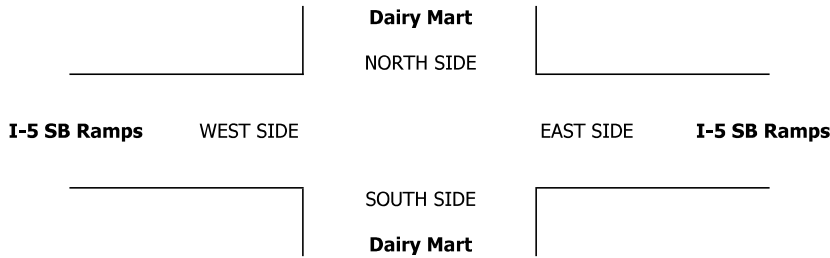 Dairy Mart
NORTH SIDE
I-5 SB Ramps WEST SIDE EAST SIDE I-5 SB Ramps
SOUTH SIDE
Dairy Mart